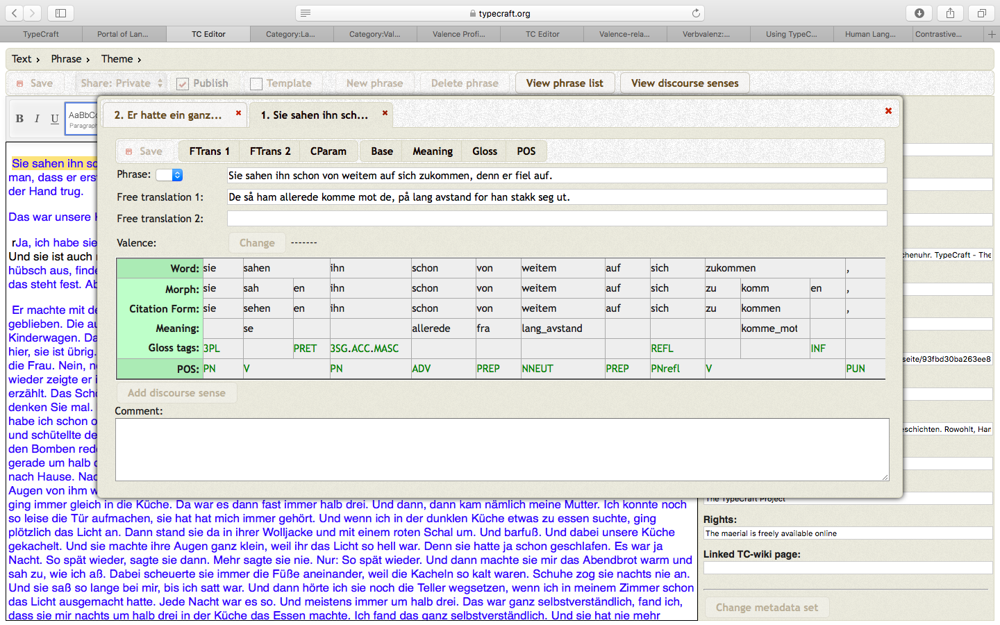 typecraft.org
TypeCraft
Portal of Lan...
TC Editor
Category:La...
Category:Val...
Valence Profi...
TC Editor
Valence-rela...
Verbvalenz:...
Using TypeC...
Human Lang...
Contrastive...
Text › Phrase › Theme ›
Save Share: Private Publish Template New phrase Delete phrase View phrase list View discourse senses
B I U AaBbCc
Paragraph
2. Er hatte ein ganz...
1. Sie sahen ihn sch...
Save FTrans 1 FTrans 2 CParam Base Meaning Gloss POS
Phrase: Sie sahen ihn schon von weitem auf sich zukommen, denn er fiel auf.
Free translation 1: De så ham allerede komme mot de, på lang avstand for han stakk seg ut.
Free translation 2:
Valence: Change -------
Word: sie sahen ihn schon von weitem auf sich zukommen ,
Morph: sie sah en ihn schon von weitem auf sich zu komm en ,
Citation Form: sie sehen en ihn schon von weitem auf sich zu kommen ,
Meaning: se allerede fra lang_avstand komme_mot
Gloss tags: 3PL PRET 3SG.ACC.MASC REFL INF
POS: PN V PN ADV PREP NNEUT PREP PNrefl V PUN
Add discourse sense
Comment:
Sie sahen ihn sc
man, dass er ers
der Hand trug.
Das war unsere
rJa, ich habe sie
Und sie ist auch
hübsch aus, finde
das steht fest. Ab
Er machte mit de
geblieben. Die au
Kinderwagen. Da
hier, sie ist übrig.
die Frau. Nein, n
wieder zeigte er i
erzählt. Das Sch
denken Sie mal.
habe ich schon o
und schütellte de
den Bomben red
gerade um halb
nach Hause. Nac
Augen von ihm w
ging immer gleich in die Küche. Da war es dann fast immer halb drei. Und dann, dann kam nämlich meine Mutter. Ich konnte noch
so leise die Tür aufmachen, sie hat hat mich immer gehört. Und wenn ich in der dunklen Küche etwas zu essen suchte, ging
plötzlich das Licht an. Dann stand sie da in ihrer Wolljacke und mit einem roten Schal um. Und barfuß. Und dabei unsere Küche
gekachelt. Und sie machte ihre Augen ganz klein, weil ihr das Licht so hell war. Denn sie hatte ja schon geschlafen. Es war ja
Nacht. So spät wieder, sagte sie dann. Mehr sagte sie nie. Nur: So spät wieder. Und dann machte sie mir das Abendbrot warm und
sah zu, wie ich aß. Dabei scheuerte sie immer die Füße aneinander, weil die Kacheln so kalt waren. Schuhe zog sie nachts nie an.
Und sie saß so lange bei mir, bis ich satt war. Und dann hörte ich sie noch die Teller wegsetzen, wenn ich in meinem Zimmer schon
das Licht ausgemacht hatte. Jede Nacht war es so. Und meistens immer um halb drei. Das war ganz selbstverständlich, fand ich,
dass sie mir nachts um halb drei in der Küche das Essen machte. Ich fand das ganz selbstverständlich. Und sie hat nie mehr
chenuhr. TypeCraft - The
seite/93fbd30ba263ee8
eschichten. Rowohlt, Har
The TypeCraft Project
Rights:
The maerial is freely available online
Linked TC-wiki page:
Change metadata set